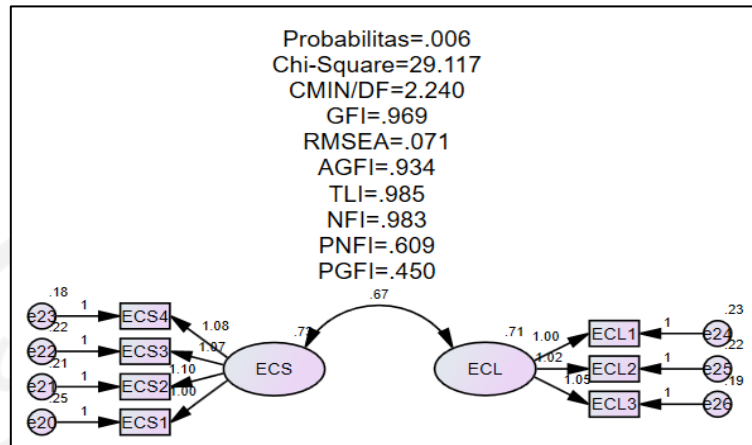 Probabilitas=.006
Chi-Square=29.117
CMIN/DF=2.240
GFI=.969
RMSEA=.071
AGFI=.934
TLI=.985
NFI=.983
PNFI=.609
PGFI=.450
.67
.18
e23 1 ECS4 1.08
.22
e22 1 ECS3 1.07
.21
e21 1 ECS2 1.10
.25
e20 1 ECS1 1.00
ECS
.71
ECL
1.00 ECL1 1 .23 e24
1.02 ECL2 1 .22 e25
1.05 ECL3 1 .19 e26